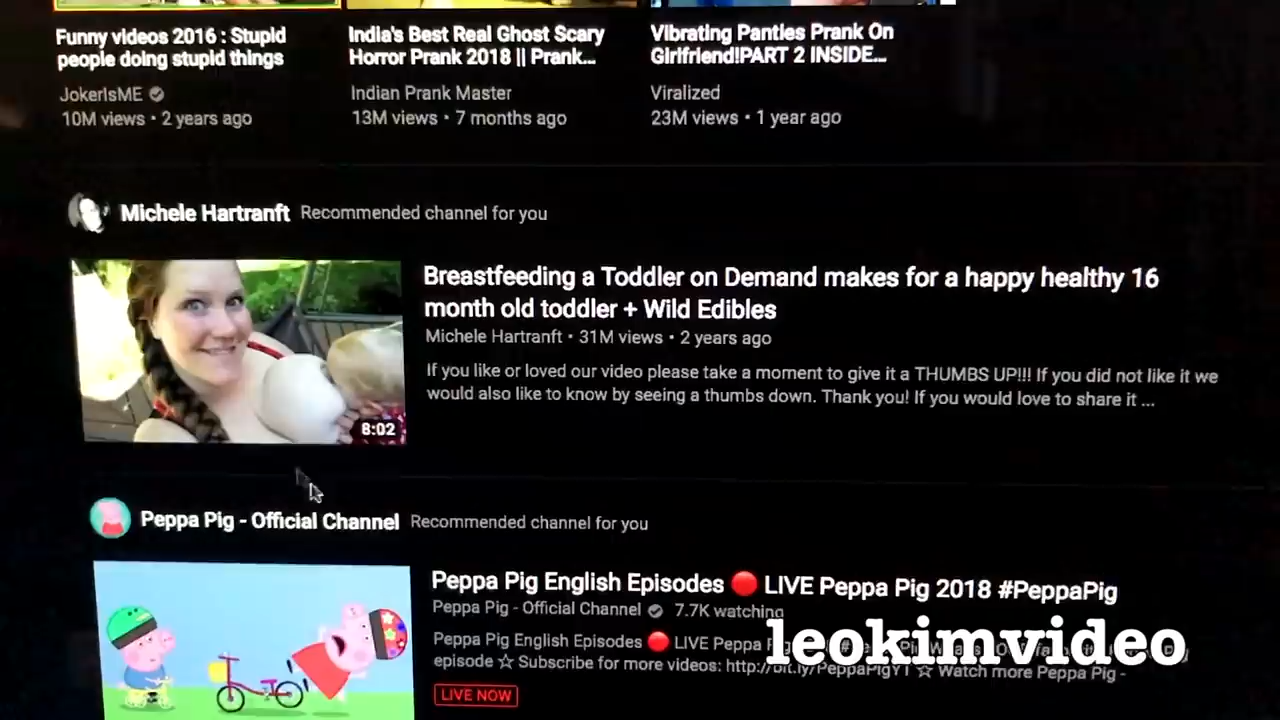 Funny videos 2016 : Stupid
people doing stupid things
JokerIsME
10M views • 2 years ago
India's Best Real Ghost Scary
Horror Prank 2018 || Prank...
Indian Prank Master
13M views • 7 months ago
Vibrating Panties Prank On
Girlfriend!PART 2 INSIDE...
Viralized
23M views • 1 year ago
Michele Hartranft Recommended channel for you
8:02
Breastfeeding a Toddler on Demand makes for a happy healthy 16
month old toddler + Wild Edibles
Michele Hartranft • 31M views • 2 years ago
If you like or loved our video please take a moment to give it a THUMBS UP!!! If you did not like it we
would also like to know by seeing a thumbs down. Thank you! If you would love to share it ...
Peppa Pig - Official Channel Recommended channel for you
Peppa Pig English Episodes 🔴 LIVE Peppa Pig 2018 #PeppaPig
Peppa Pig - Official Channel 7.7K watching
Peppa Pig English Episodes 🔴 LIVE Peppa
episode ☆ Subscribe for more videos: http://bit.ly/PeppaPigYT ☆ Watch more Peppa Pig -
LIVE NOW
leokimvideo